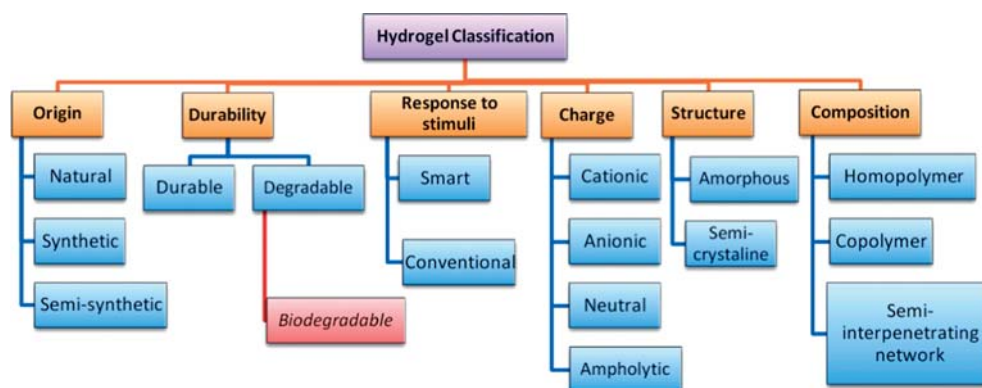 Hydrogel Classification
Origin
Durability
Response to
stimuli
Charge
Structure
Composition
Natural
Synthetic
Semi-synthetic
Durable
Degradable
Biodegradable
Smart
Conventional
Cationic
Anionic
Neutral
Ampholytic
Amorphous
Semi-
crystaline
Homopolymer
Copolymer
Semi-
interpenetrating
network